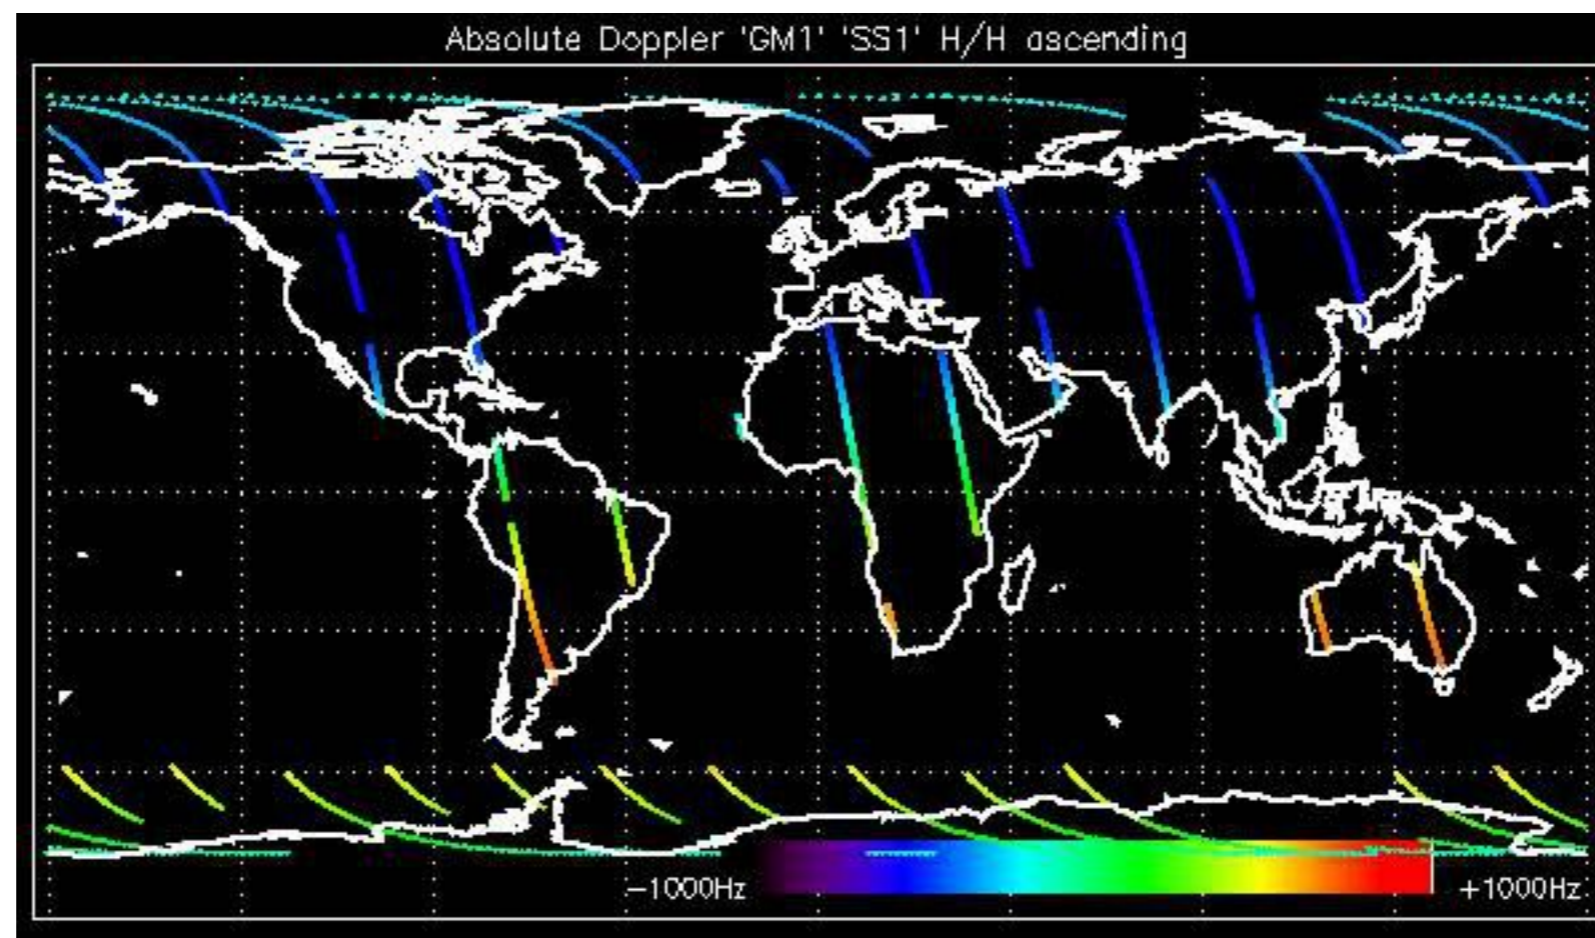 Absolute Doppler 'GM1' 'SS1' H/H ascending
-1000Hz
+1000Hz